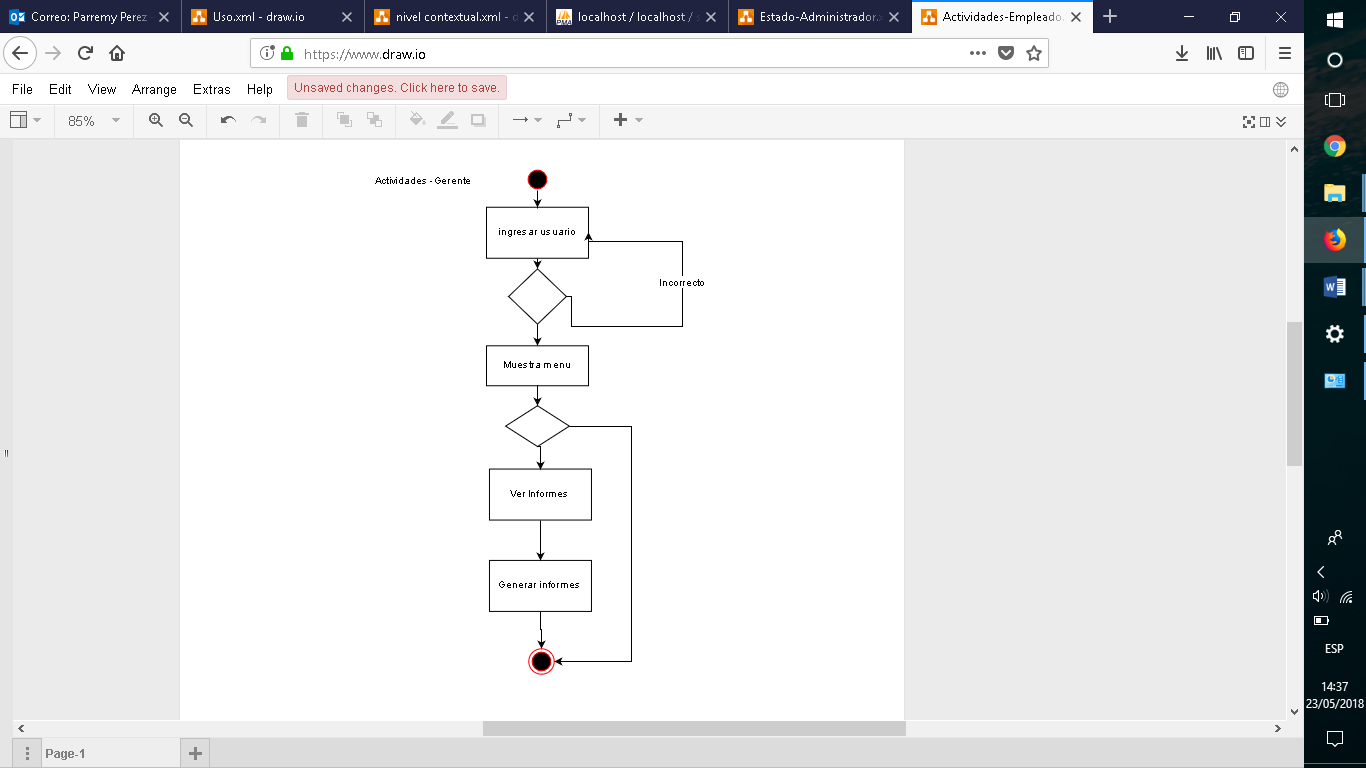 Correo: Parremy Perez
Uso.xml - draw.io
nivel contextual.xml - d
localhost / localhost / s
Estado-Administrador.x
Actividades-Empleado.
https://www.draw.io
File Edit View Arrange Extras Help
Unsaved changes. Click here to save.
85%
Actividades - Gerente
ingresar usuario
Incorrecto
Muestra menu
Ver Informes
Generar informes
Page-1
ESP
14:37
23/05/2018